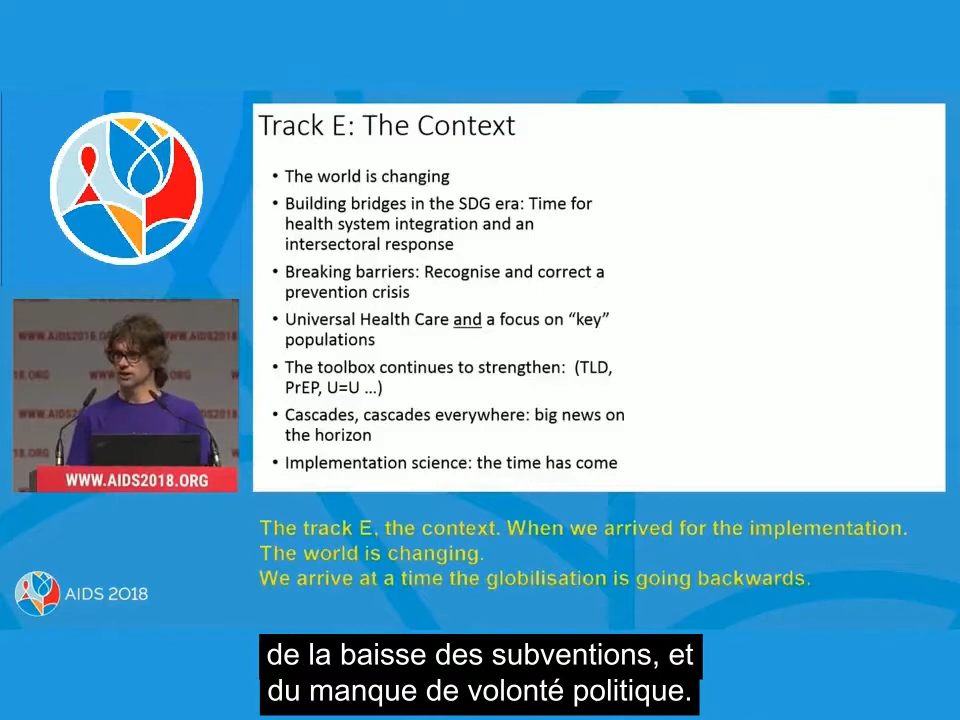 Track E: The Context
• The world is changing
• Building bridges in the SDG era: Time for
health system integration and an
intersectoral response
• Breaking barriers: Recognise and correct a
prevention crisis
• Universal Health Care and a focus on “key”
populations
• The toolbox continues to strengthen: (TLD,
PrEP, U=U ...)
• Cascades, cascades everywhere: big news on
the horizon
• Implementation science: the time has come
WWW.AIDS2018.ORG
The track E, the context. When we arrived for the implementation.
The world is changing.
We arrive at a time the globilisation is going backwards.
AIDS 2018
de la baisse des subventions, et
du manque de volonté politique.